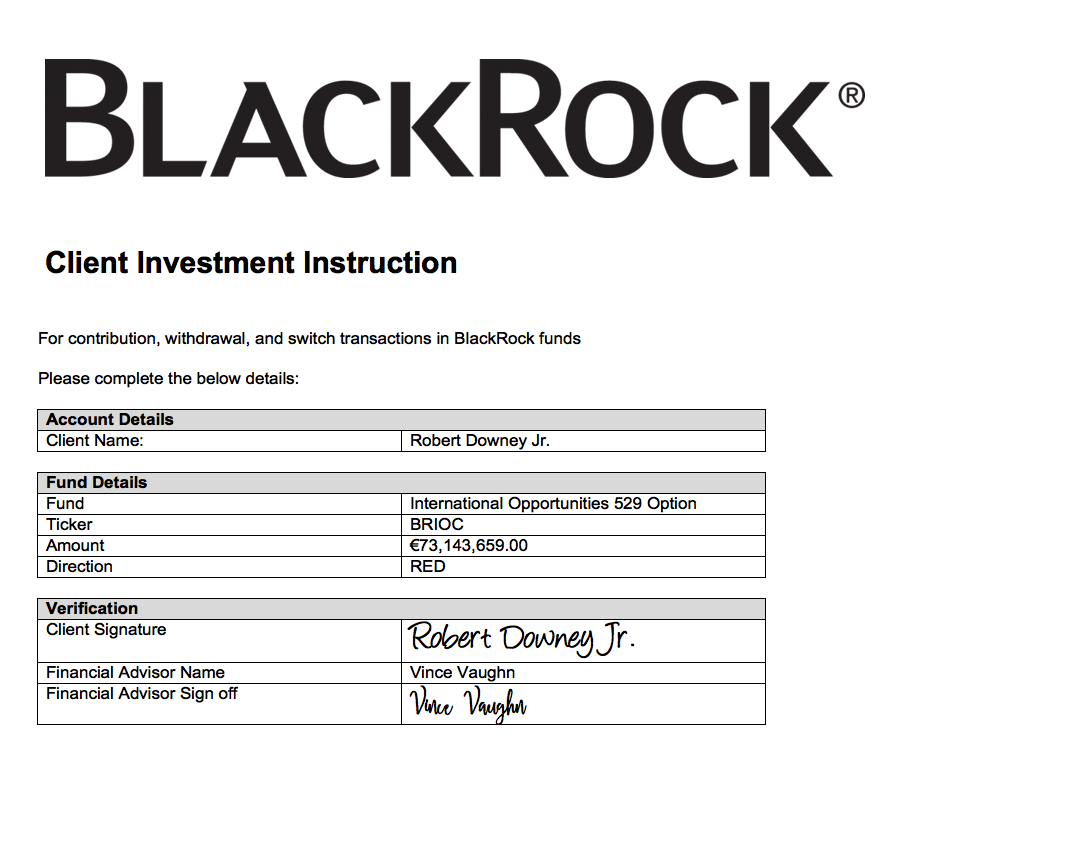 BLACKROCK®
Client Investment Instruction
For contribution, withdrawal, and switch transactions in BlackRock funds
Please complete the below details:
Account Details
Client Name: Robert Downey Jr.
Fund Details
Fund International Opportunities 529 Option
Ticker BRIOC
Amount €73,143,659.00
Direction RED
Verification
Client Signature Robert Downey Jr.
Financial Advisor Name Vince Vaughn
Financial Advisor Sign off Vince Vaughn